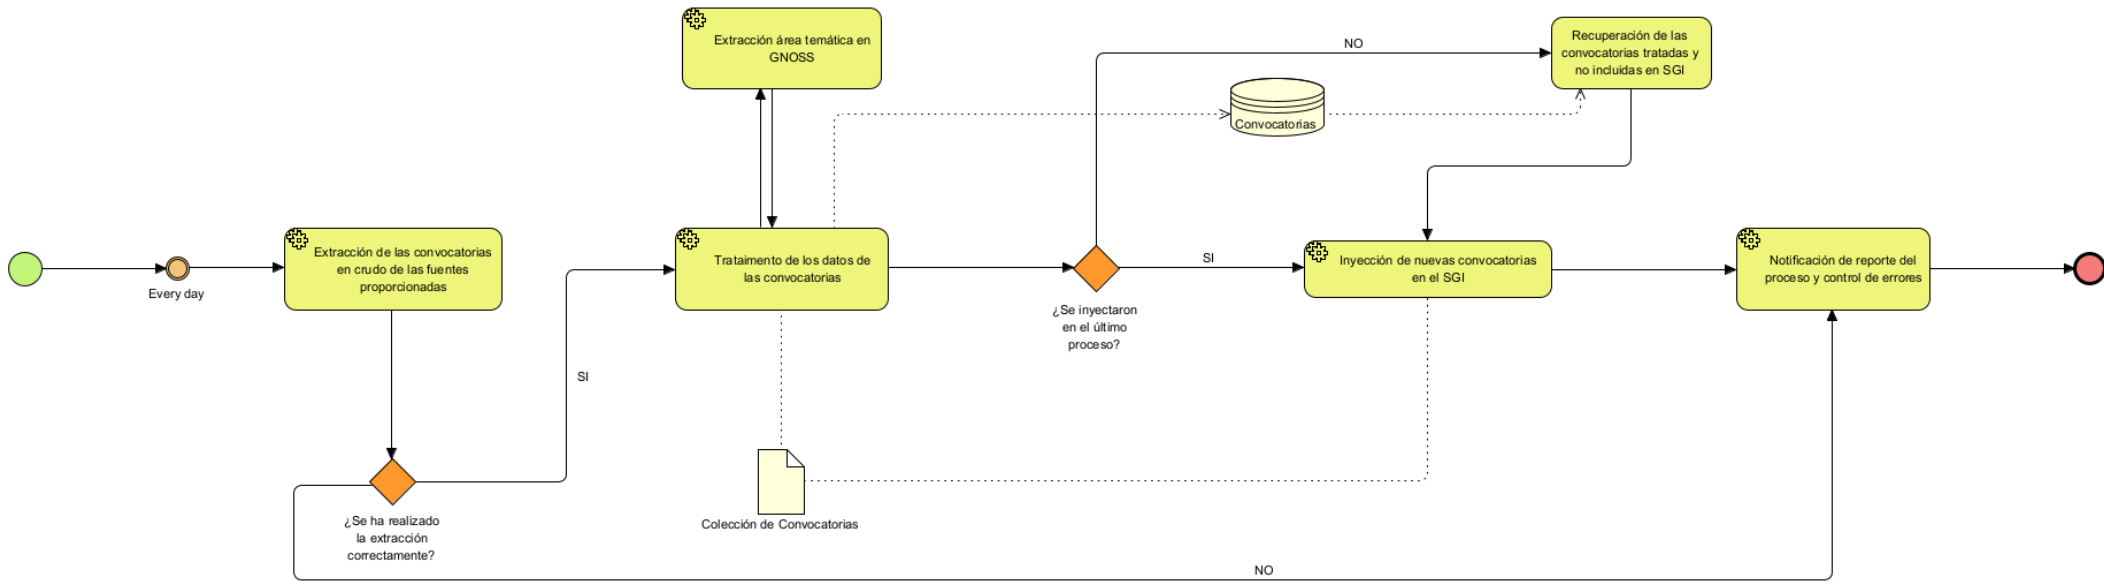 Extracción área temática en
GNOSS
NO
Recuperación de las
convocatorias tratadas y
no incluidas en SGI
Convocatorias
Every day
Extracción de las convocatorias
en crudo de las fuentes
proporcionadas
SI
Trataimento de los datos de
las convocatorias
¿Se inyectaron
en el último
proceso?
SI
Inyección de nuevas convocatorias
en el SGI
Notificación de reporte del
proceso y control de errores
¿Se ha realizado
la extracción
correctamente?
Colección de Convocatorias
NO